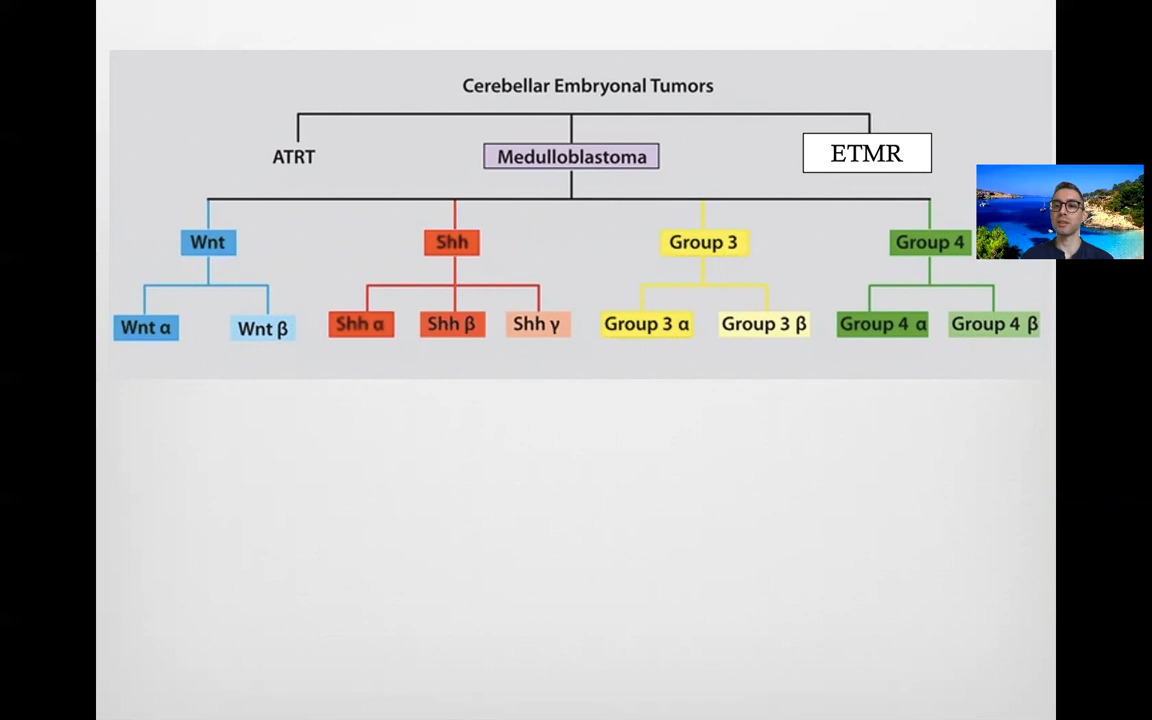 Cerebellar Embryonal Tumors
ATRT
Medulloblastoma
ETMR
Wnt
Shh
Group 3
Group 4
Wnt α
Wnt β
Shh α
Shh β
Shh γ
Group 3 α
Group 3 β
Group 4 α
Group 4 β